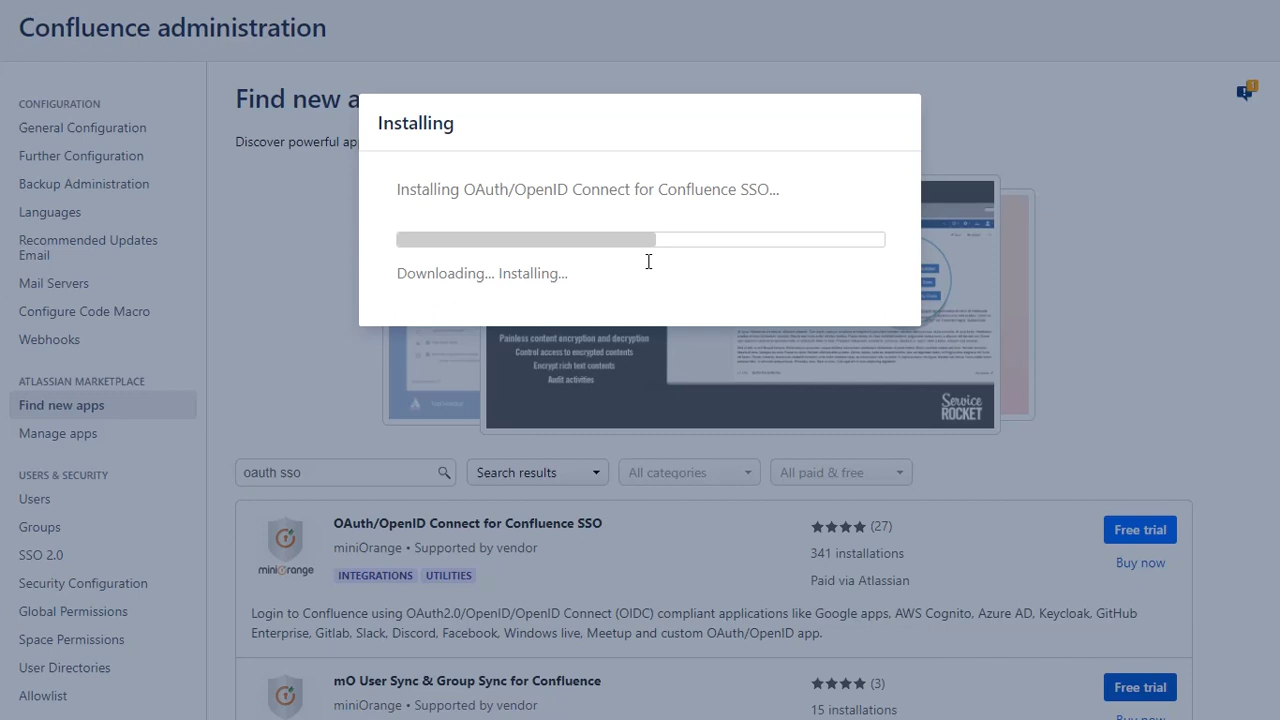 Confluence administration
CONFIGURATION
General Configuration
Further Configuration
Backup Administration
Languages
Recommended Updates
Email
Mail Servers
Configure Code Macro
Webhooks
ATLASSIAN MARKETPLACE
Find new apps
Manage apps
USERS & SECURITY
Users
Groups
SSO 2.0
Security Configuration
Global Permissions
Space Permissions
User Directories
Allowlist
Find new a
Discover powerful ap
Installing
Installing OAuth/OpenID Connect for Confluence SSO...
Downloading... Installing...
Painless content encryption and decryption
Control access to encrypted contents
Encrypt rich text contents
Audit activities
Service
ROCKET
oauth sso
Search results
All categories
All paid & free
OAuth/OpenID Connect for Confluence SSO
miniOrange • Supported by vendor
INTEGRATIONS UTILITIES
miniOrange
(27)
341 installations
Paid via Atlassian
Free trial
Buy now
Login to Confluence using OAuth2.0/OpenID/OpenID Connect (OIDC) compliant applications like Google apps, AWS Cognito, Azure AD, Keycloak, GitHub
Enterprise, Gitlab, Slack, Discord, Facebook, Windows live, Meetup and custom OAuth/OpenID app.
mO User Sync & Group Sync for Confluence
miniOrange • Supported by vendor
(3)
15 installations
Free trial
Buy now